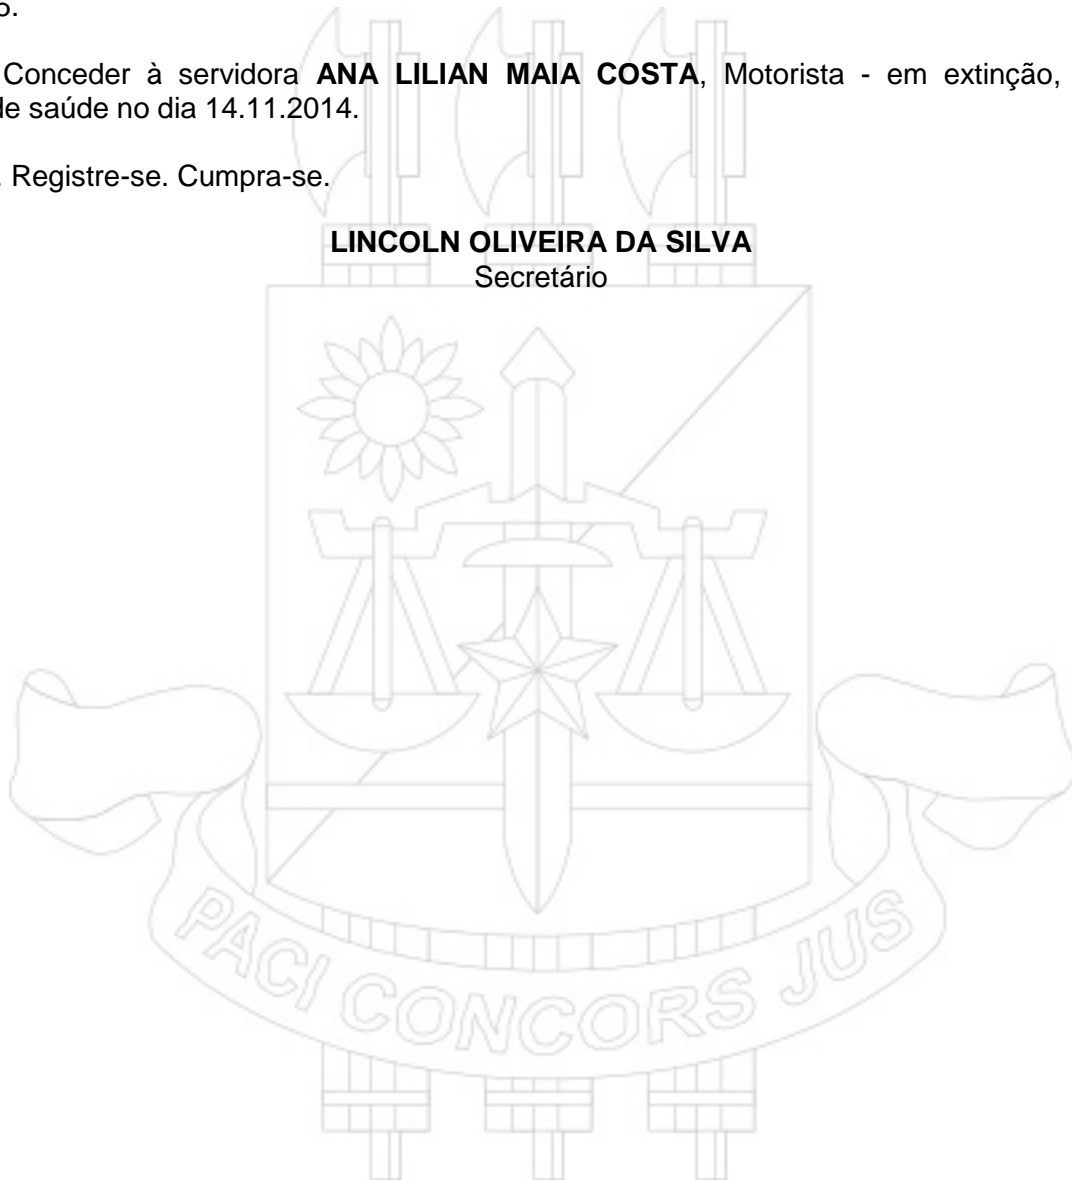 Conceder à servidora ANA LILIAN MAIA COSTA, Motorista - em extinção,
de saúde no dia 14.11.2014.
. Registre-se. Cumpra-se.
LINCOLN OLIVEIRA DA SILVA
Secretário
PACI CONCORS JUS